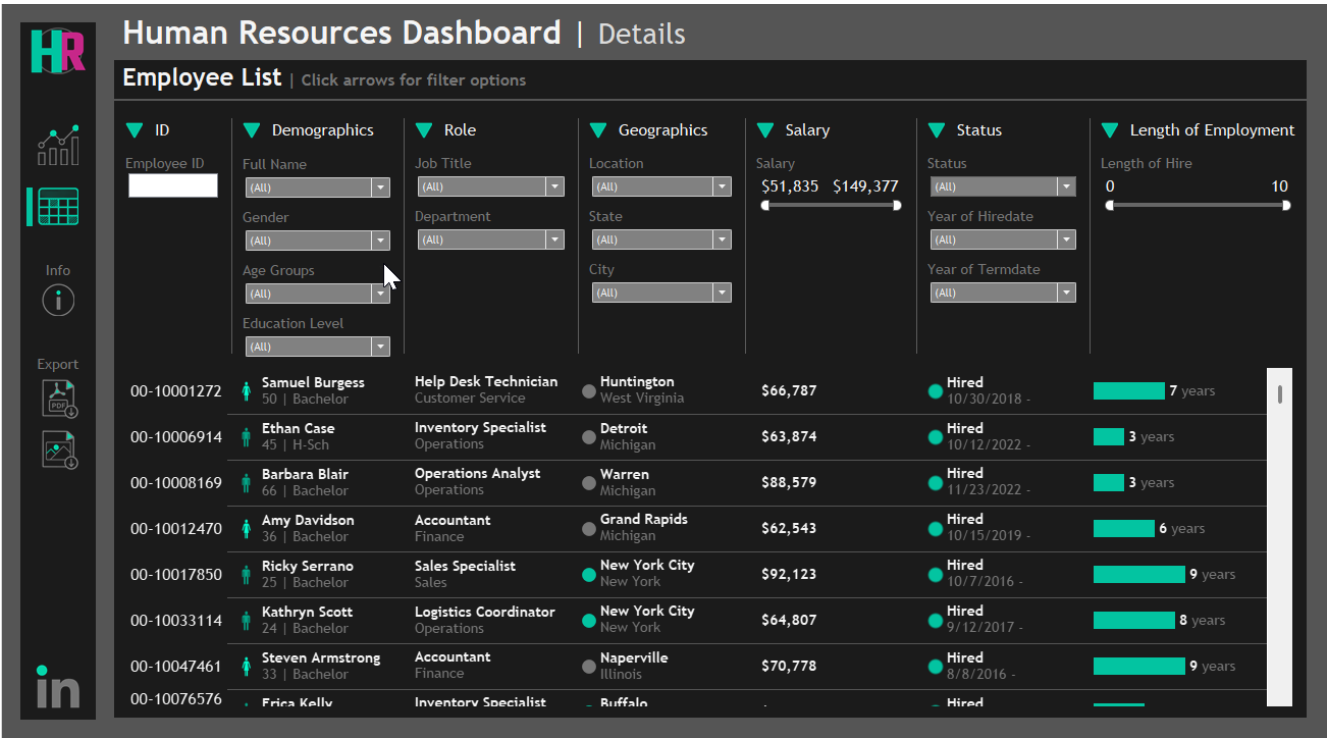 HR
Human Resources Dashboard | Details
Employee List | Click arrows for filter options
ID
Demographics
Role
Geographics
Salary
Status
Length of Employment
Employee ID
Full Name
(All)
Gender
(All)
Age Groups
(All)
Education Level
(All)
Job Title
(All)
Department
(All)
Location
(All)
State
(All)
City
(All)
Salary
$51,835 $149,377
Status
(All)
Year of Hiredate
(All)
Year of Termdate
(All)
Length of Hire
0 10
Info
i
Export
PDF
in
00-10001272 Samuel Burgess Help Desk Technician Huntington $66,787 Hired 7 years
50 | Bachelor Customer Service West Virginia 10/30/2018 -
00-10006914 Ethan Case Inventory Specialist Detroit $63,874 Hired 3 years
45 | H-Sch Operations Michigan 10/12/2022 -
00-10008169 Barbara Blair Operations Analyst Warren $88,579 Hired 3 years
66 | Bachelor Operations Michigan 11/23/2022 -
00-10012470 Amy Davidson Accountant Grand Rapids $62,543 Hired 6 years
36 | Bachelor Finance Michigan 10/15/2019 -
00-10017850 Ricky Serrano Sales Specialist New York City $92,123 Hired 9 years
25 | Bachelor Sales New York 10/7/2016 -
00-10033114 Kathryn Scott Logistics Coordinator New York City $64,807 Hired 8 years
24 | Bachelor Operations New York 9/12/2017 -
00-10047461 Steven Armstrong Accountant Naperville $70,778 Hired 9 years
33 | Bachelor Finance Illinois 8/8/2016 -
00-10076576 Erica Kelly Inventory Specialist Buffalo Hired